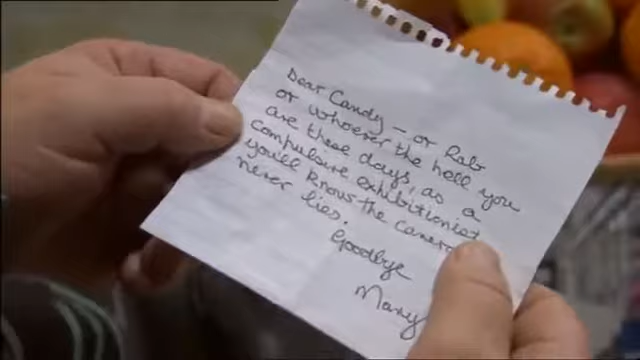 Dear Candy – or Rab
or whoever the hell you
are these days, as a
compulsive exhibitionist
you'll know the camera
never lies.
Goodbye
Mary